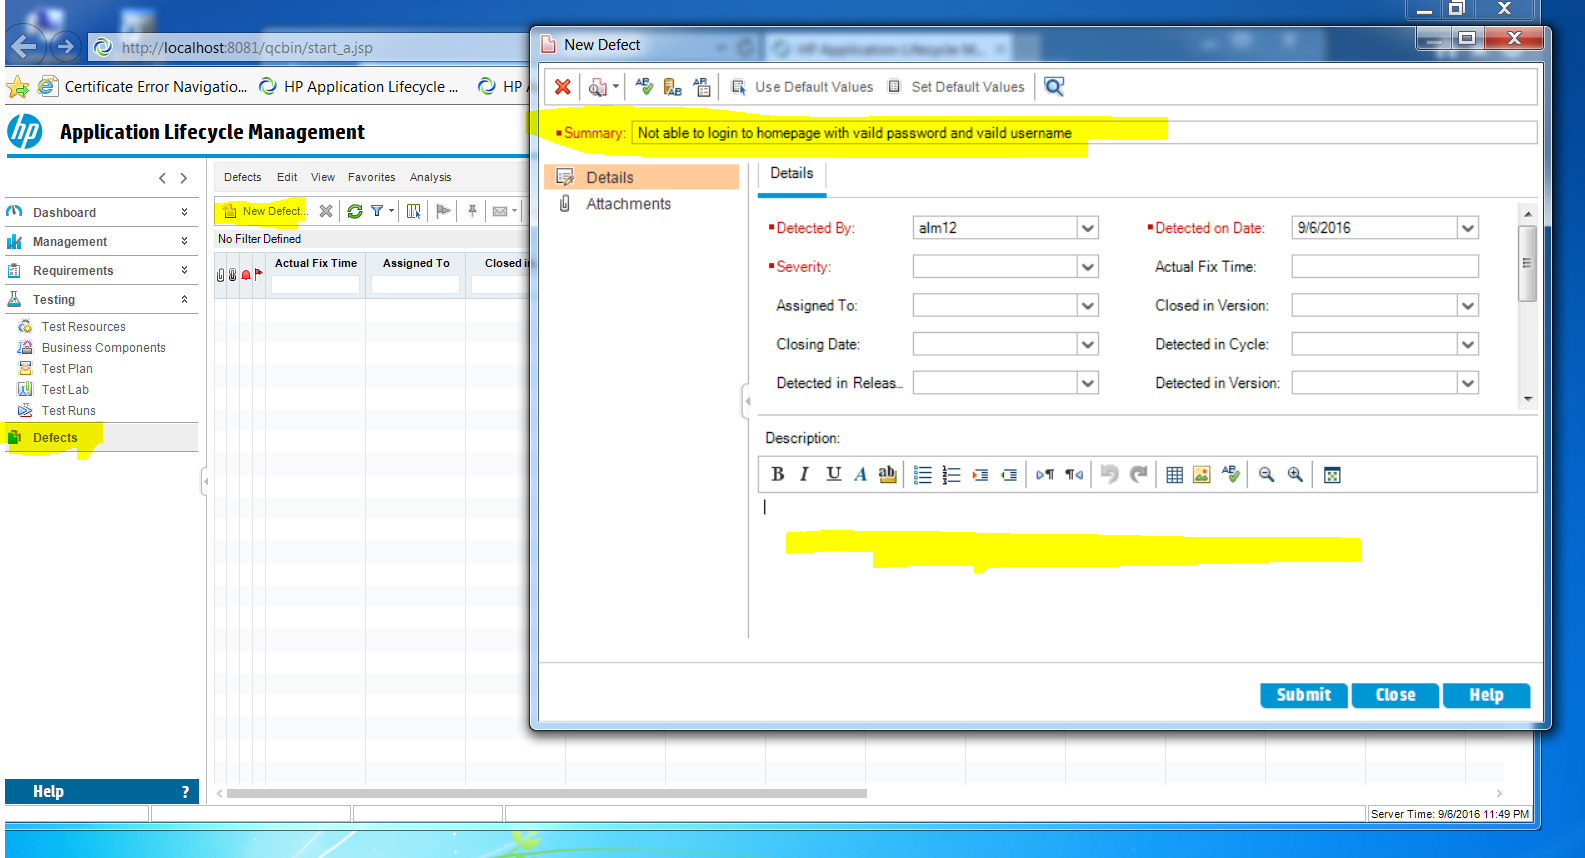 http://localhost:8081/qcbin/start_a.jsp
Certificate Error Navigatio...
HP Application Lifecycle ...
HP
hp
Application Lifecycle Management
Dashboard
Management
Requirements
Testing
Test Resources
Business Components
Test Plan
Test Lab
Test Runs
Defects
Help ?
Defects Edit View Favorites Analysis
New Defect...
No Filter Defined
Actual Fix Time Assigned To Closed i
New Defect
Use Default Values Set Default Values
Summary: Not able to login to homepage with vaild password and vaild username
Details
Attachments
Details
Detected By: alm12 Detected on Date: 9/6/2016
Severity: Actual Fix Time:
Assigned To: Closed in Version:
Closing Date: Detected in Cycle:
Detected in Releas... Detected in Version:
Description:
B I U A ab
Submit Close Help
Server Time: 9/6/2016 11:49 PM